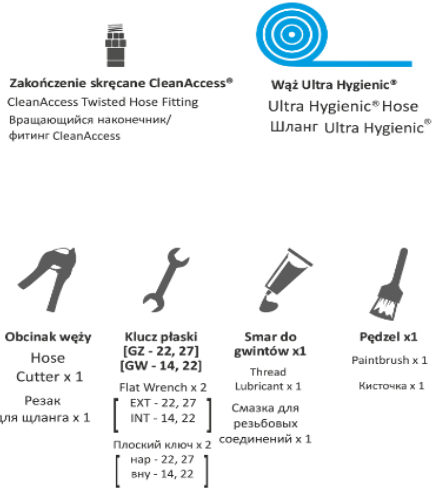 Zakończenie skręcane CleanAccess®
CleanAccess Twisted Hose Fitting
Вращающийся наконечник/
фитинг CleanAccess
Wąż Ultra Hygienic®
Ultra Hygienic® Hose
Шланг Ultra Hygienic®
Obcinak węży
Hose
Cutter x 1
Резак
для щланга x 1
Klucz płaski
[GZ - 22, 27]
[GW - 14, 22]
Flat Wrench x 2
[ EXT - 22, 27
INT - 14, 22 ]
Плоский ключ x 2
[ нар - 22, 27
вну - 14, 22 ]
Smar do
gwintów x1
Thread
Lubricant x 1
Смазка для
резьбовых
соединений x 1
Pędzel x1
Paintbrush x 1
Кисточка x 1